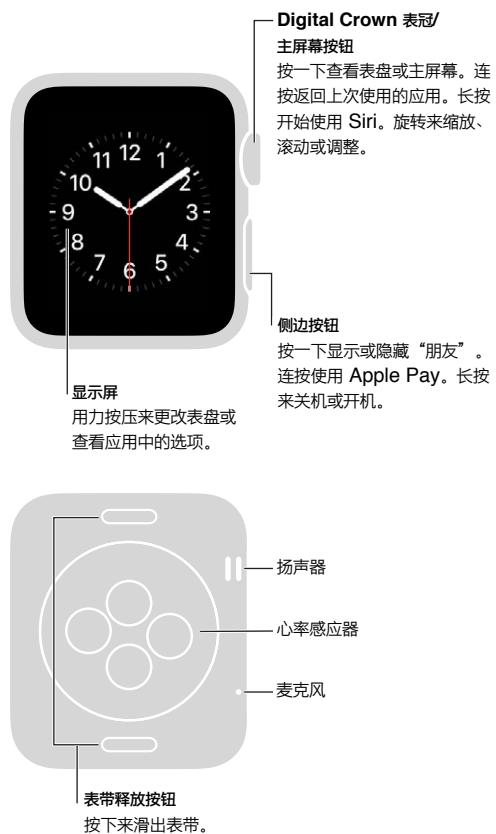 Digital Crown 表冠/
主屏幕按钮
按一下查看表盘或主屏幕。连
按返回上次使用的应用。长按
开始使用 Siri。旋转来缩放、
滚动或调整。
11 12 1
10 2
9 3
8 4
7 6 5
侧边按钮
按一下显示或隐藏“朋友”。
连按使用 Apple Pay。长按
来关机或开机。
显示屏
用力按压来更改表盘或
查看应用中的选项。
扬声器
心率感应器
麦克风
表带释放按钮
按下来滑出表带。